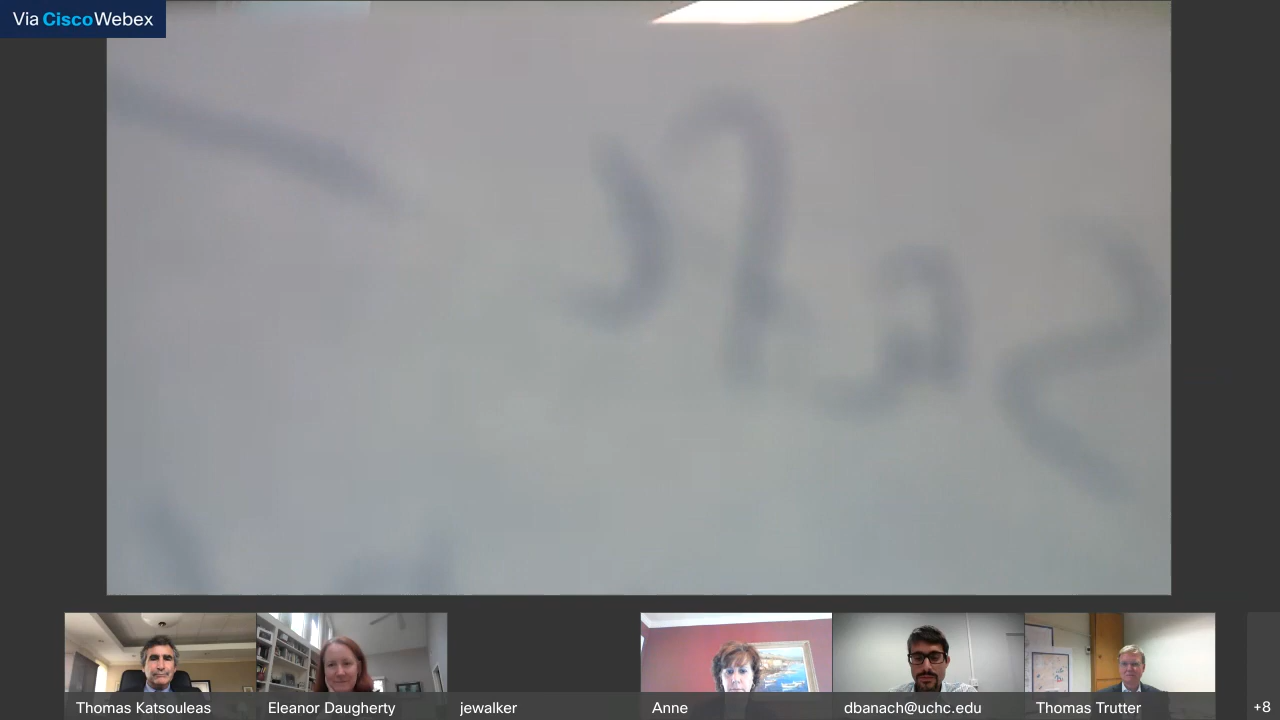 Via CiscoWebex
Thomas Katsouleas
Eleanor Daugherty
jewalker
Anne
dbanach@uchc.edu
Thomas Trutter
+8